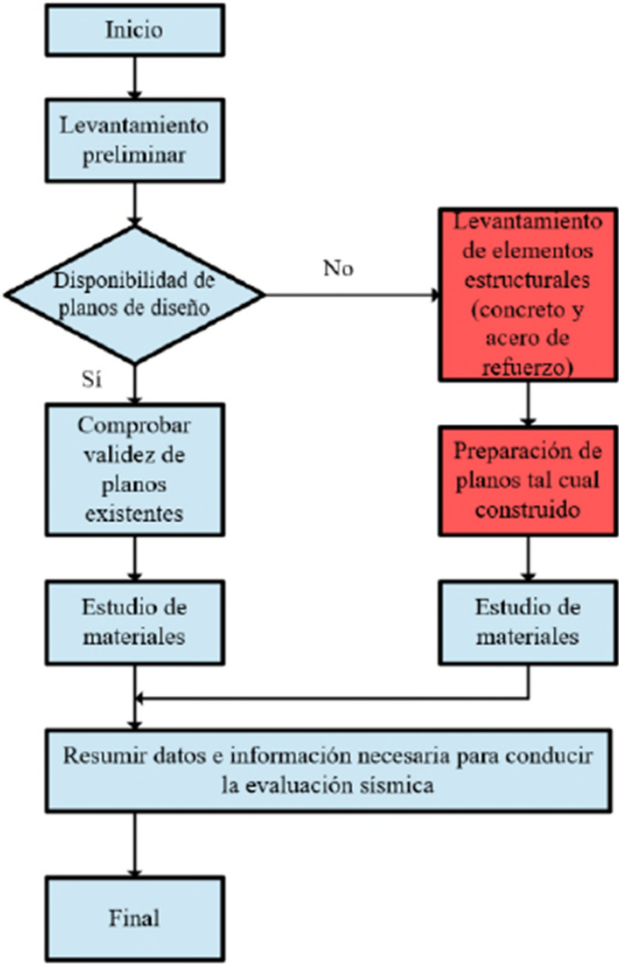 Inicio
Levantamiento
preliminar
Disponibilidad de
planos de diseño
No
Sí
Levantamiento
de elementos
estructurales
(concreto y
acero de
refuerzo)
Comprobar
validez de
planos
existentes
Preparación de
planos tal cual
construido
Estudio de
materiales
Estudio de
materiales
Resumir datos e información necesaria para conducir
la evaluación sísmica
Final